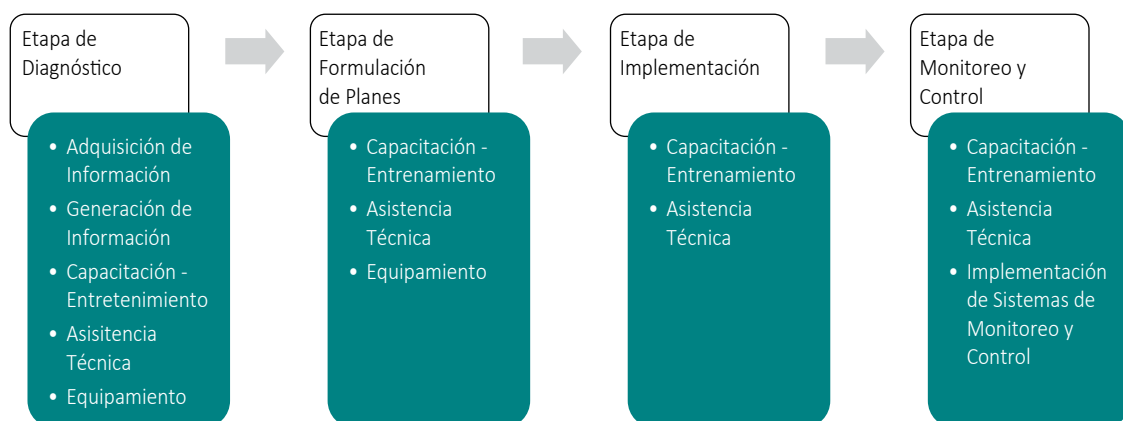 Etapa de
Diagnóstico
• Adquisición de
Información
• Generación de
Información
• Capacitación -
Entretenimiento
• Asisitencia
Técnica
• Equipamiento
Etapa de
Formulación
de Planes
• Capacitación -
Entrenamiento
• Asistencia
Técnica
• Equipamiento
Etapa de
Implementación
• Capacitación -
Entrenamiento
• Asistencia
Técnica
Etapa de
Monitoreo y
Control
• Capacitación -
Entrenamiento
• Asistencia
Técnica
• Implementación
de Sistemas de
Monitoreo y
Control